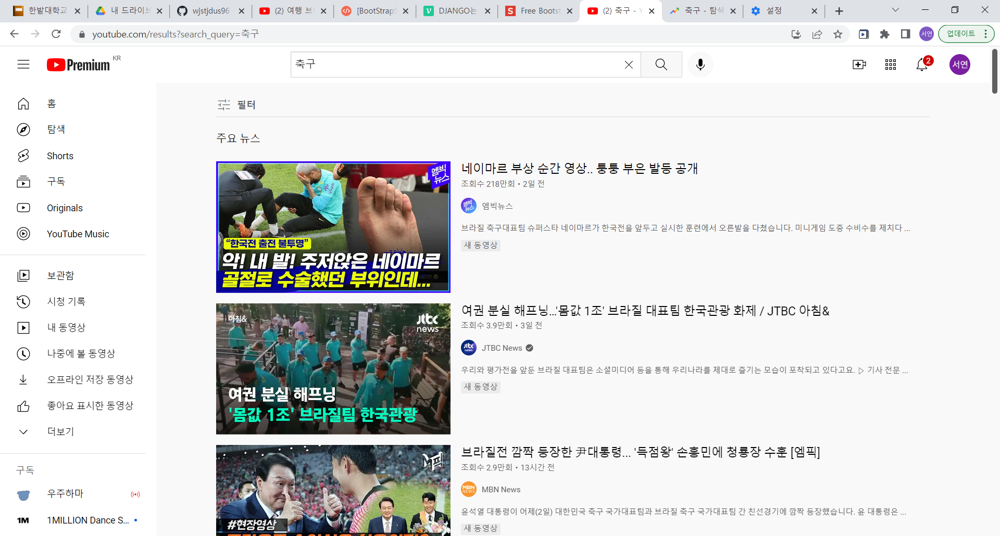 한밭대학교
내 드라이브
wjstjdus96
(2) 여행 브
[BootStrap5
DJANGO는
Free Bootst
(2) 축구 - Y
축구 - 탐색
설정
youtube.com/results?search_query=축구
서연
업데이트
Premium KR
축구
2
서연
홈
탐색
Shorts
구독
Originals
YouTube Music
보관함
시청 기록
내 동영상
나중에 볼 동영상
오프라인 저장 동영상
좋아요 표시한 동영상
더보기
구독
우주하마
1M
1MILLION Dance S...
필터
주요 뉴스
엠빅
뉴스
“한국전 출전 불투명”
악! 내 발! 주저앉은 네이마르
골절로 수술했던 부위인데...
네이마르 부상 순간 영상.. 퉁퉁 부은 발등 공개
조회수 218만회 • 2일 전
엠빅
뉴스
엠빅뉴스
브라질 축구대표팀 슈퍼스타 네이마르가 한국전을 앞두고 실시한 훈련에서 오른발을 다쳤습니다. 미니게임 도중 수비수를 제치다 ...
새 동영상
아침&
jtbc
news
여권 분실 해프닝
'몸값 1조' 브라질팀 한국관광
여권 분실 해프닝…'몸값 1조' 브라질 대표팀 한국관광 화제 / JTBC 아침&
조회수 3.9만회 • 3일 전
jtbc
news
JTBC News
우리와 평가전을 앞둔 브라질 대표팀은 소셜미디어 등을 통해 우리나라를 제대로 즐기는 모습이 포착되고 있다고요. ▷ 기사 전문 ...
새 동영상
M픽
#현장영상
브라질전 깜짝 등장한 尹대통령... '득점왕' 손흥민에 청룡장 수훈 [엠픽]
조회수 2.9만회 • 13시간 전
MBN
NEWS
MBN News
윤석열 대통령이 어제(2일) 대한민국 축구 국가대표팀과 브라질 축구 국가대표팀 간 친선경기에 깜짝 등장했습니다. 윤 대통령은 ...
새 동영상